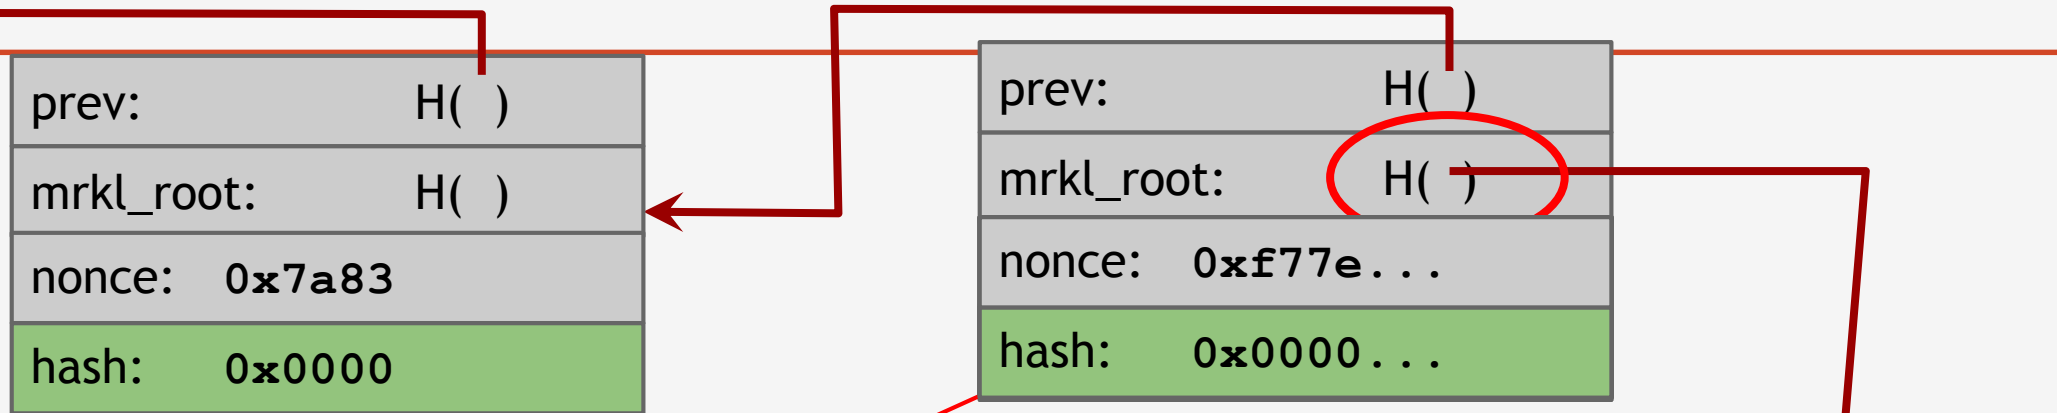 prev: H( )
mrkl_root: H( )
nonce: 0x7a83
hash: 0x0000
prev: H( )
mrkl_root: H( )
nonce: 0xf77e...
hash: 0x0000...